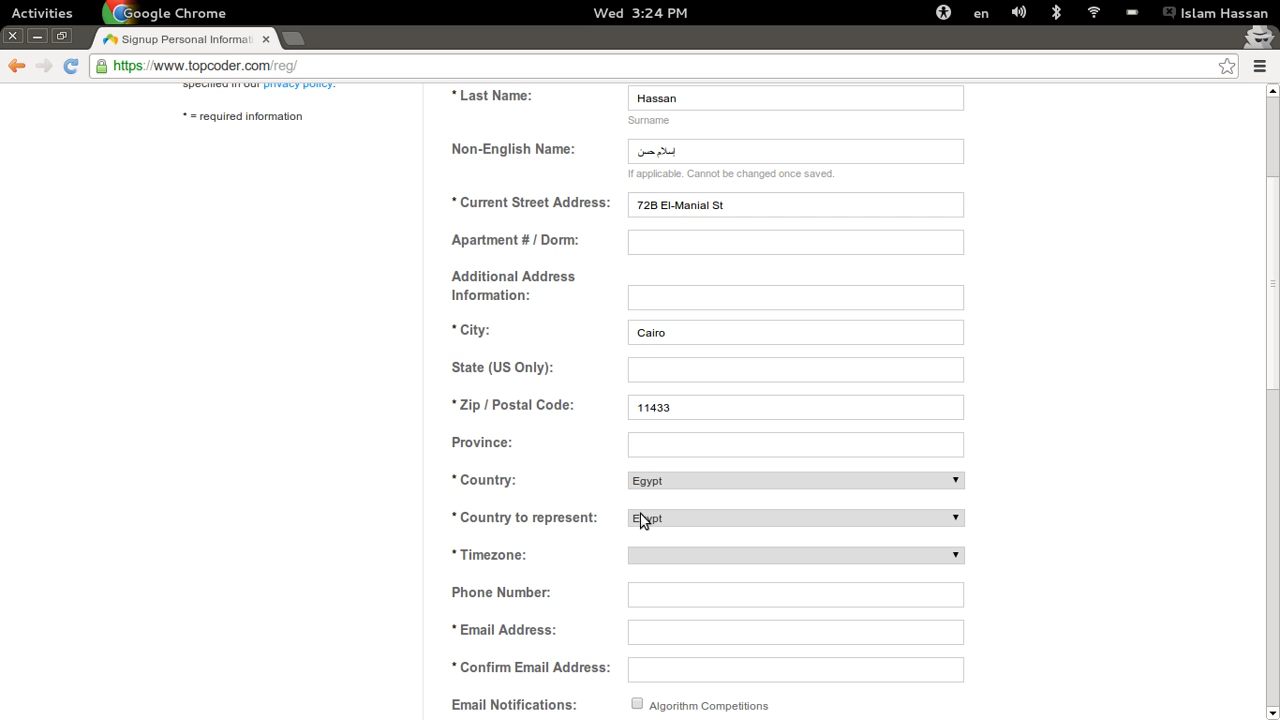 Activities Google Chrome Wed 3:24 PM en Islam Hassan
Signup Personal Informat
https://www.topcoder.com/reg/
specified in our privacy policy.
* = required information
* Last Name: Hassan
Surname
Non-English Name: إسلام حسن
If applicable. Cannot be changed once saved.
* Current Street Address: 72B El-Manial St
Apartment # / Dorm:
Additional Address
Information:
* City: Cairo
State (US Only):
* Zip / Postal Code: 11433
Province:
* Country: Egypt
* Country to represent: Egypt
* Timezone:
Phone Number:
* Email Address:
* Confirm Email Address:
Email Notifications: Algorithm Competitions